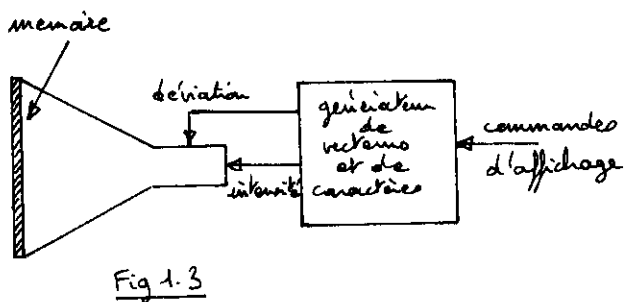 memoire
déviation
intensité
générateur
de
vecteurs
et de
caractères
commandes
d'affichage
Fig 1.3